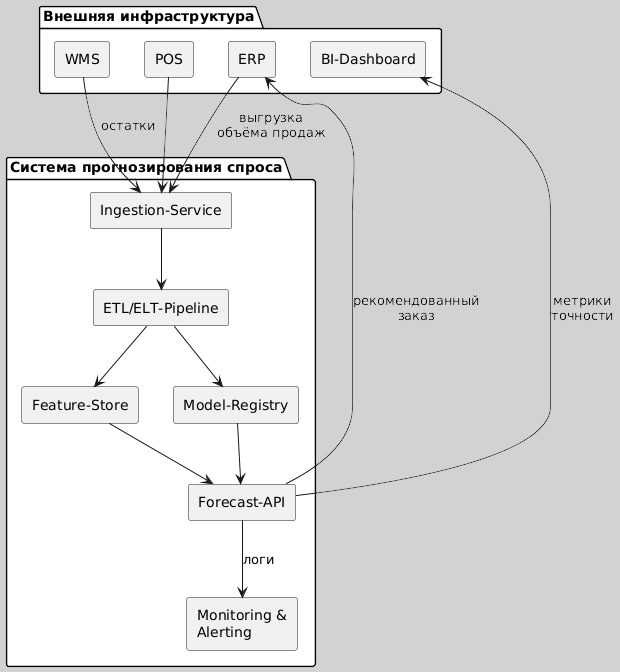 Внешняя инфраструктура
WMS
POS
ERP
BI-Dashboard
остатки
выгрузка
объёма продаж
Система прогнозирования спроса
Ingestion-Service
ETL/ELT-Pipeline
рекомендованный
заказ
метрики
точности
Feature-Store
Model-Registry
Forecast-API
логи
Monitoring &
Alerting